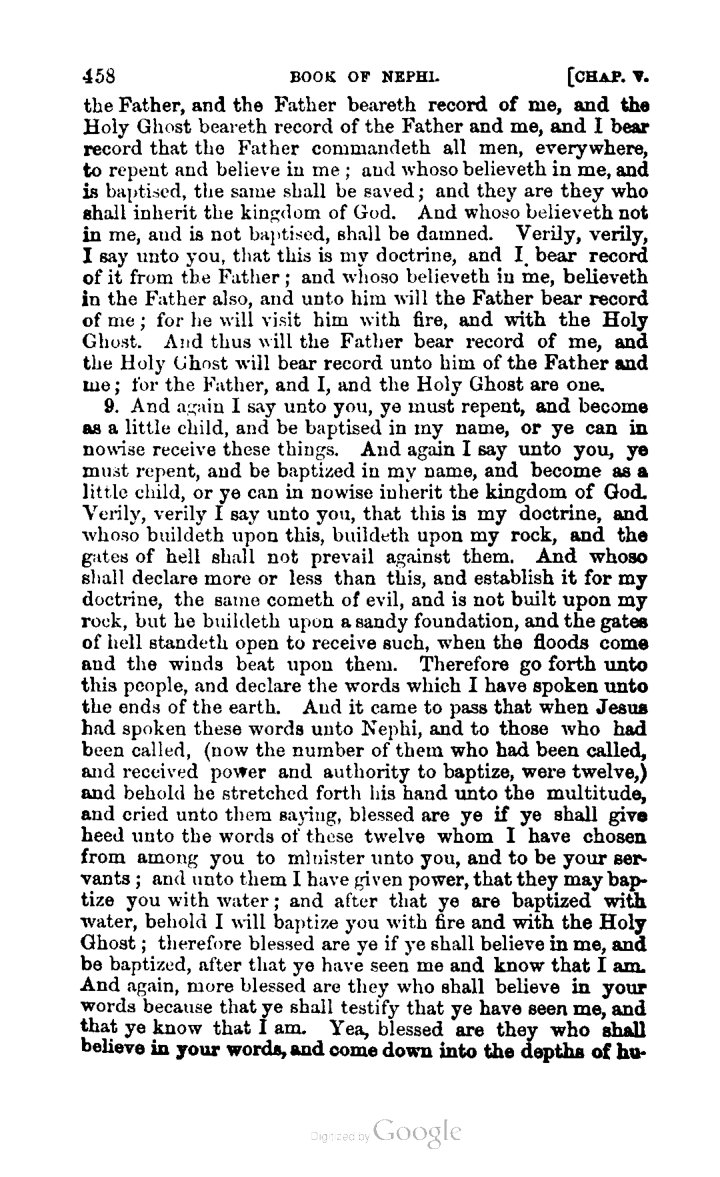 458 BOOK OF NEPHI. [CHAP. V.
the Father, and the Father beareth record of me, and the
Holy Ghost beareth record of the Father and me, and I bear
record that the Father commandeth all men, everywhere,
to repent and believe in me; and whoso believeth in me, and
is baptised, the same shall be saved; and they are they who
shall inherit the kingdom of God. And whoso believeth not
in me, and is not baptised, shall be damned. Verily, verily,
I say unto you, that this is my doctrine, and I bear record
of it from the Father; and whoso believeth in me, believeth
in the Father also, and unto him will the Father bear record
of me; for he will visit him with fire, and with the Holy
Ghost. And thus will the Father bear record of me, and
the Holy Ghost will bear record unto him of the Father and
me; for the Father, and I, and the Holy Ghost are one.
9. And again I say unto you, ye must repent, and become
as a little child, and be baptised in my name, or ye can in
nowise receive these things. And again I say unto you, ye
must repent, and be baptized in my name, and become as a
little child, or ye can in nowise inherit the kingdom of God.
Verily, verily I say unto you, that this is my doctrine, and
whoso buildeth upon this, buildeth upon my rock, and the
gates of hell shall not prevail against them. And whoso
shall declare more or less than this, and establish it for my
doctrine, the same cometh of evil, and is not built upon my
rock, but he buildeth upon a sandy foundation, and the gates
of hell standeth open to receive such, when the floods come
and the winds beat upon them. Therefore go forth unto
this people, and declare the words which I have spoken unto
the ends of the earth. And it came to pass that when Jesus
had spoken these words unto Nephi, and to those who had
been called, (now the number of them who had been called,
and received power and authority to baptize, were twelve,)
and behold he stretched forth his hand unto the multitude,
and cried unto them saying, blessed are ye if ye shall give
heed unto the words of these twelve whom I have chosen
from among you to minister unto you, and to be your ser-
vants; and unto them I have given power, that they may bap-
tize you with water; and after that ye are baptized with
water, behold I will baptize you with fire and with the Holy
Ghost; therefore blessed are ye if ye shall believe in me, and
be baptized, after that ye have seen me and know that I am.
And again, more blessed are they who shall believe in your
words because that ye shall testify that ye have seen me, and
that ye know that I am. Yea, blessed are they who shall
believe in your words, and come down into the depths of hu-
Digitized by Google